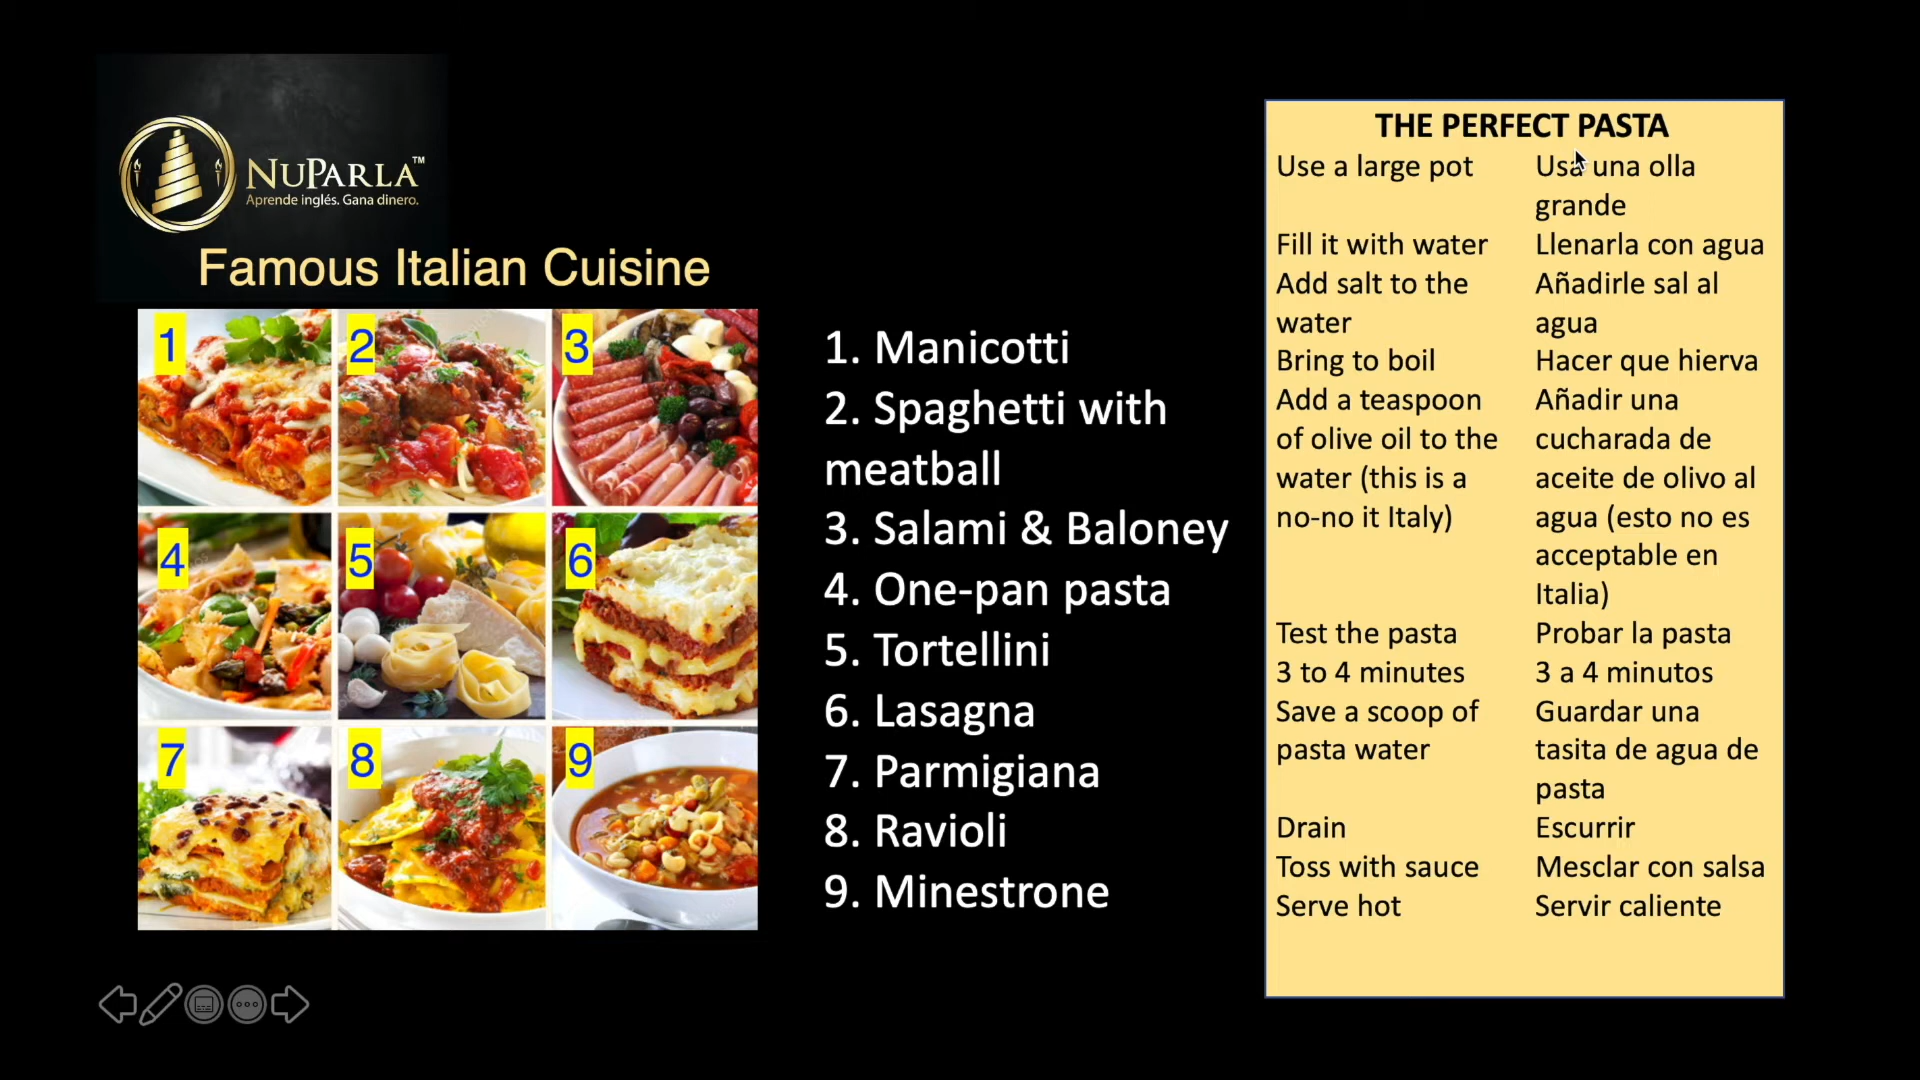 NUPARLA™
Aprende inglés. Gana dinero.
Famous Italian Cuisine
1
2
3
4
5
6
7
8
9
1. Manicotti
2. Spaghetti with
meatball
3. Salami & Baloney
4. One-pan pasta
5. Tortellini
6. Lasagna
7. Parmigiana
8. Ravioli
9. Minestrone
THE PERFECT PASTA
Use a large pot
Usa una olla
grande
Fill it with water
Llenarla con agua
Add salt to the
water
Añadirle sal al
agua
Bring to boil
Hacer que hierva
Add a teaspoon
of olive oil to the
water (this is a
no-no it Italy)
Añadir una
cucharada de
aceite de olivo al
agua (esto no es
acceptable en
Italia)
Test the pasta
3 to 4 minutes
Probar la pasta
3 a 4 minutos
Save a scoop of
pasta water
Guardar una
tasita de agua de
pasta
Drain
Escurrir
Toss with sauce
Mesclar con salsa
Serve hot
Servir caliente